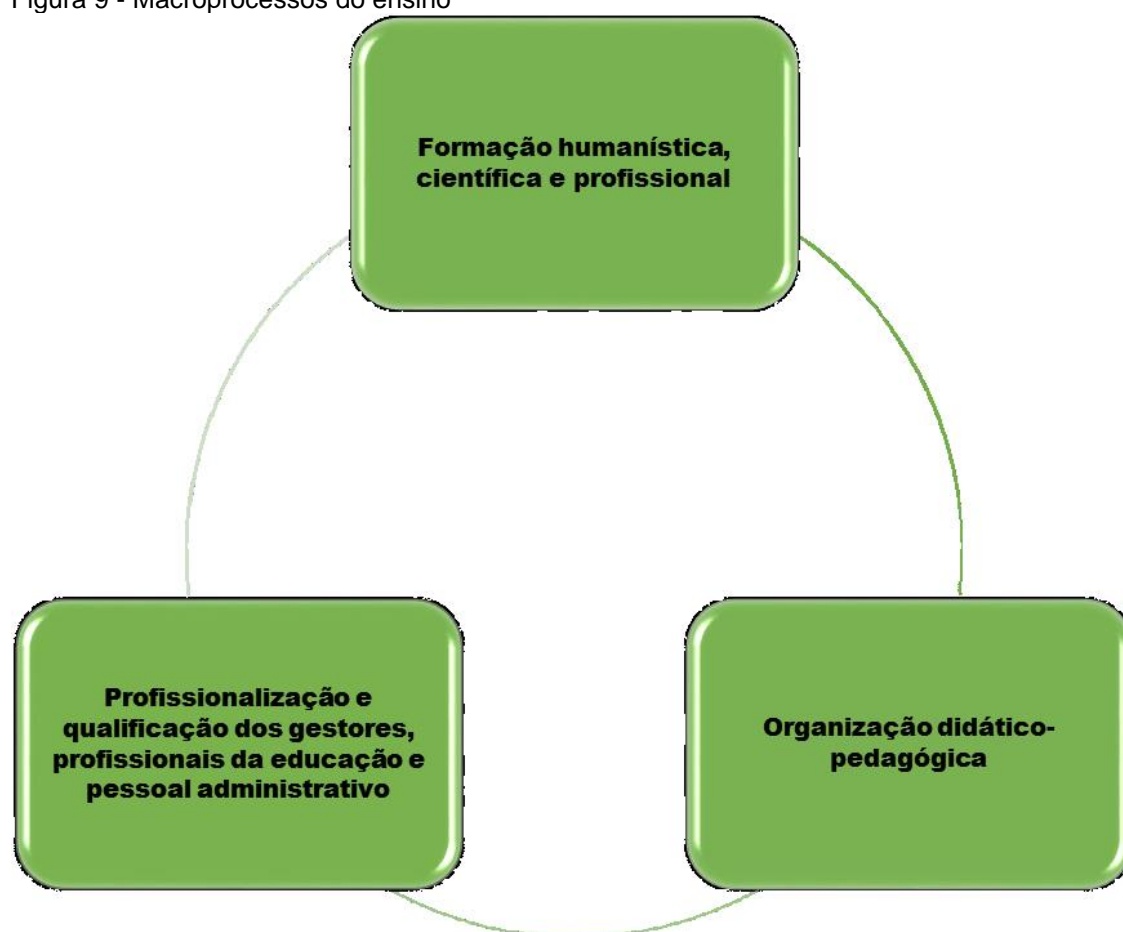 Figura 9 - Macroprocessos do ensino
Formação humanística,
científica e profissional
Profissionalização e
qualificação dos gestores,
profissionais da educação e
pessoal administrativo
Organização didático-
pedagógica